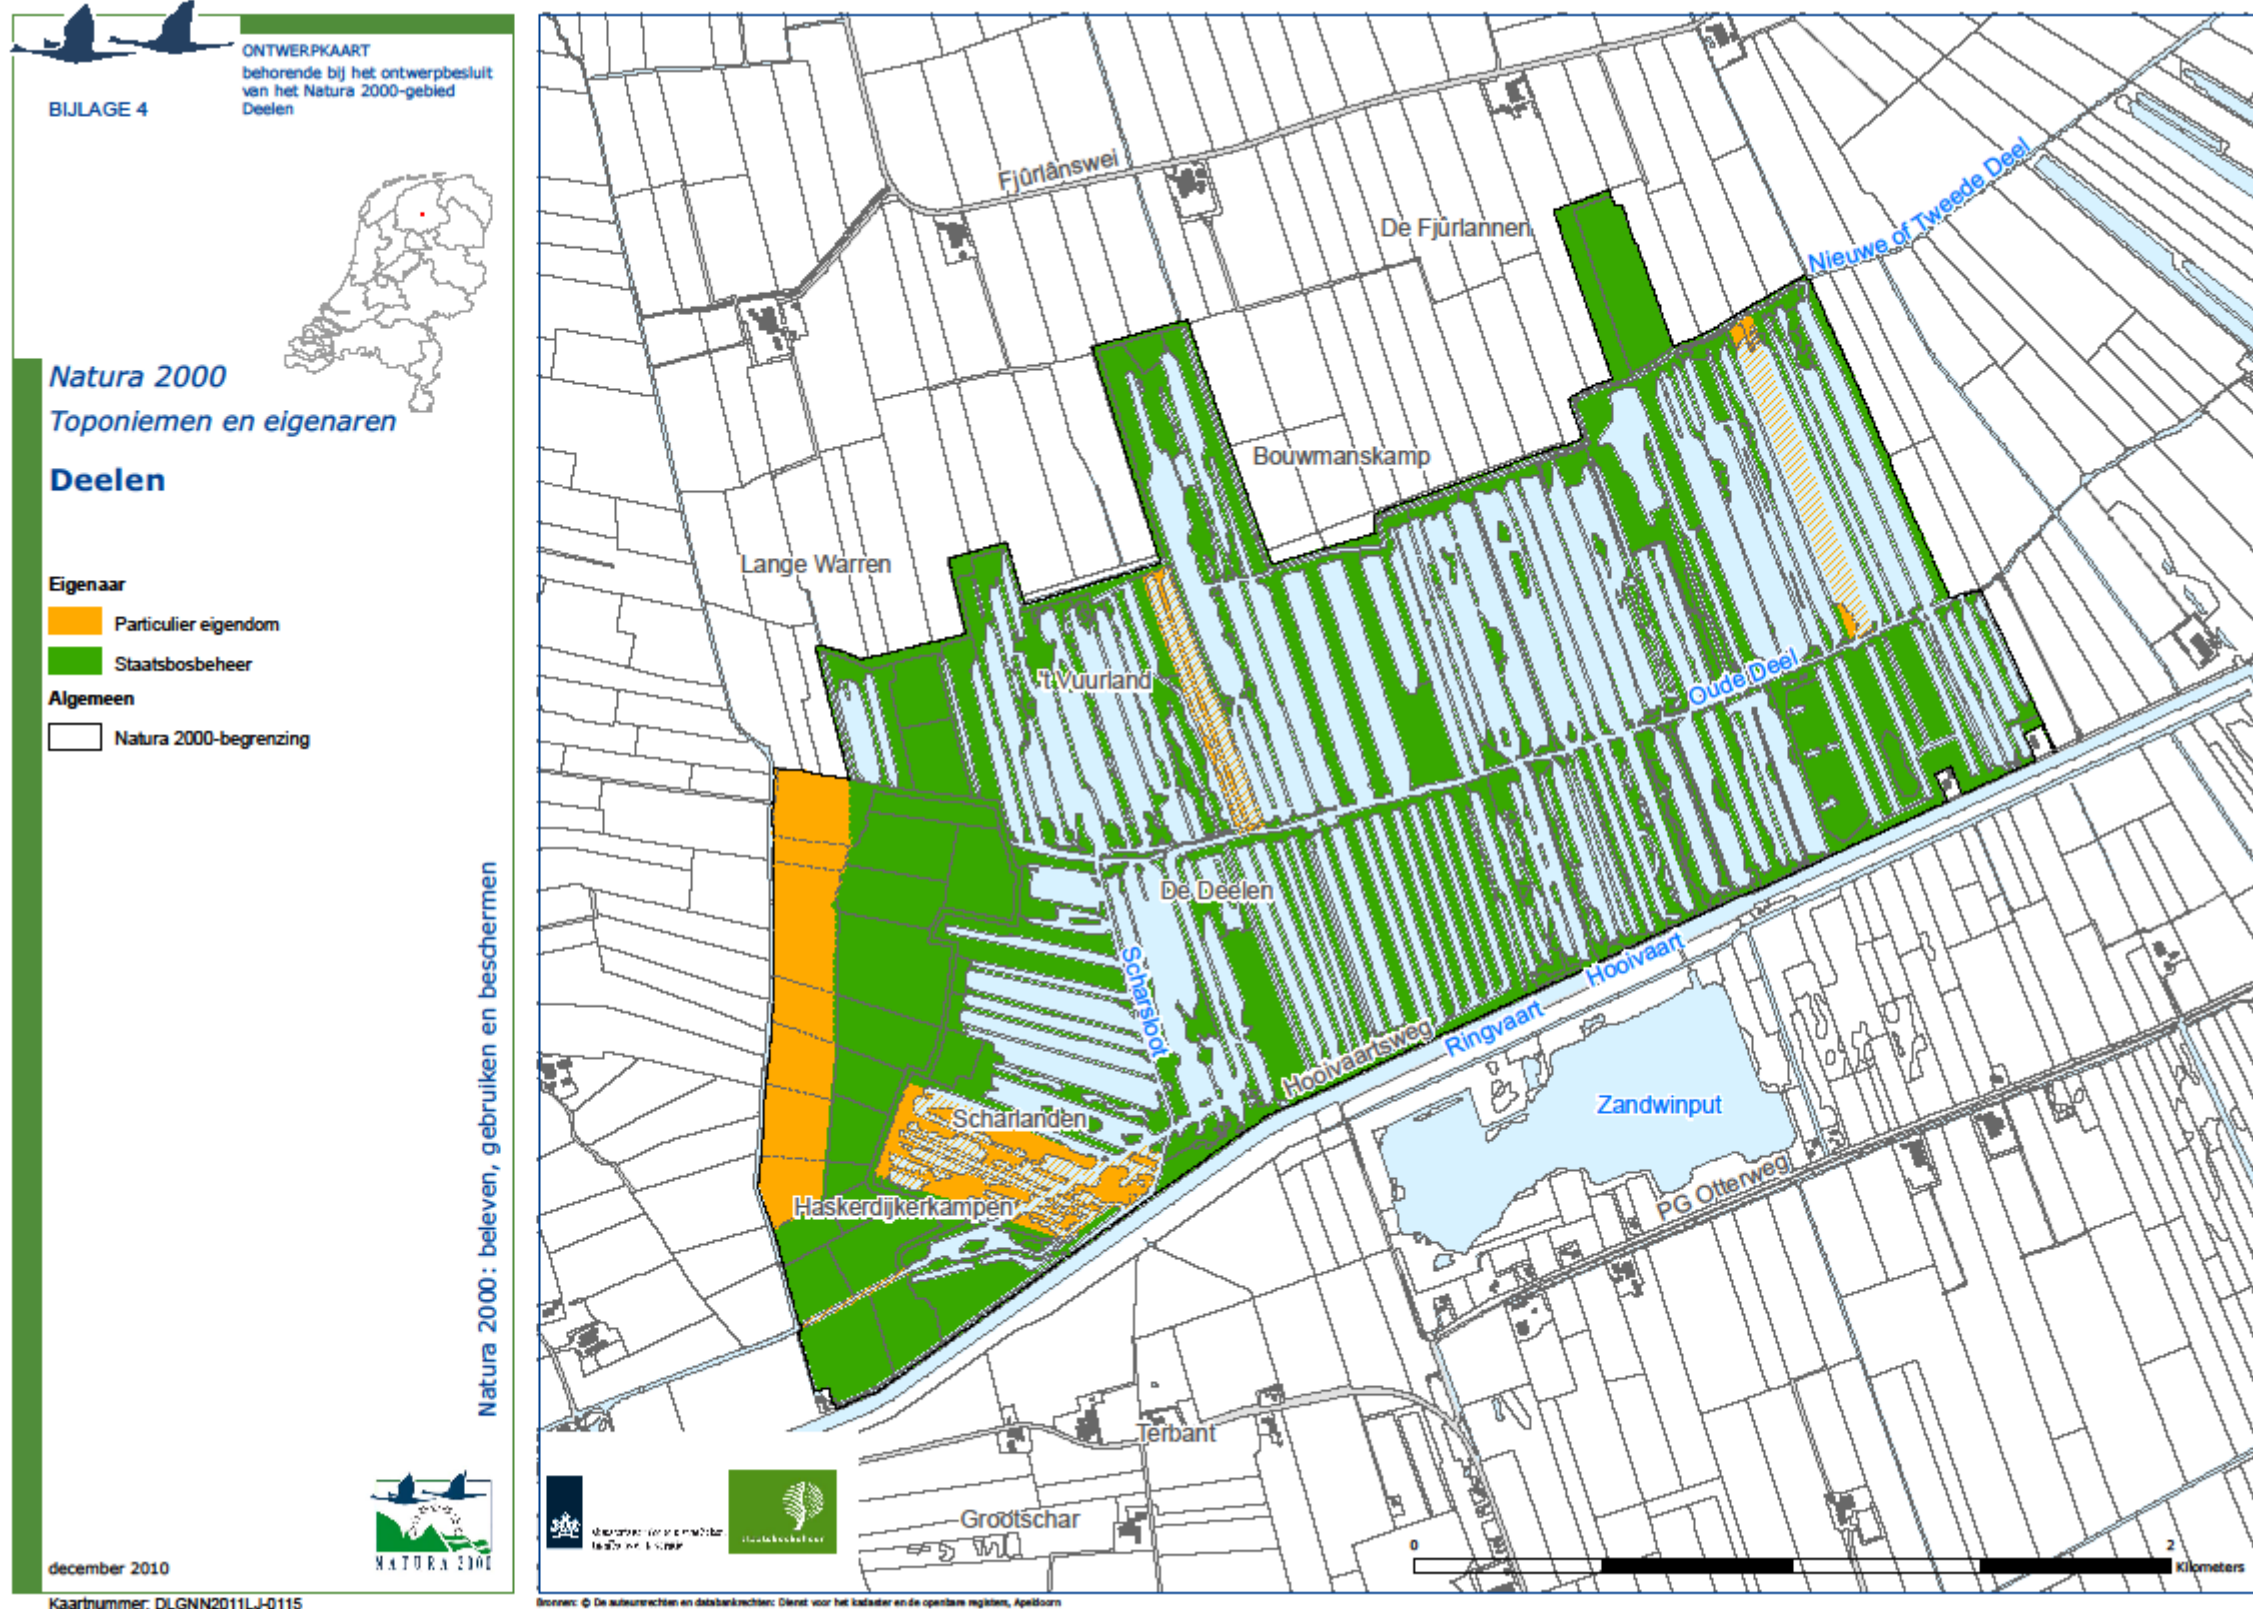 ONTWERPKAART
behorende bij het ontwerpbesluit
van het Natura 2000-gebied
Deelen
BIJLAGE 4
Natura 2000
Toponiemen en eigenaren
Deelen
Eigenaar
Particulier eigendom
Staatsbosbeheer
Algemeen
Natura 2000-begrenzing
Natura 2000: beleven, gebruiken en beschermen
NATURA 2000
december 2010
Kaartnummer: DLGNN2011LJ-0115
Fjûrlânswei
De Fjûrlannen
Nieuwe of Tweede Deel
Bouwmanskamp
Lange Warren
't Vuurland
Oude Deel
De Deelen
Scharsloot
Hooivaart
Ringvaart
Hooivaartsweg
Zandwinput
Scharlanden
PG Otterweg
Haskerdijkerkampen
Terbant
Grootschar
staatsbosbeheer
0
2
Kilometers
Bronnen: © De auteursrechten en databankrechten: Dienst voor het kadaster en de openbare registers, Apeldoorn